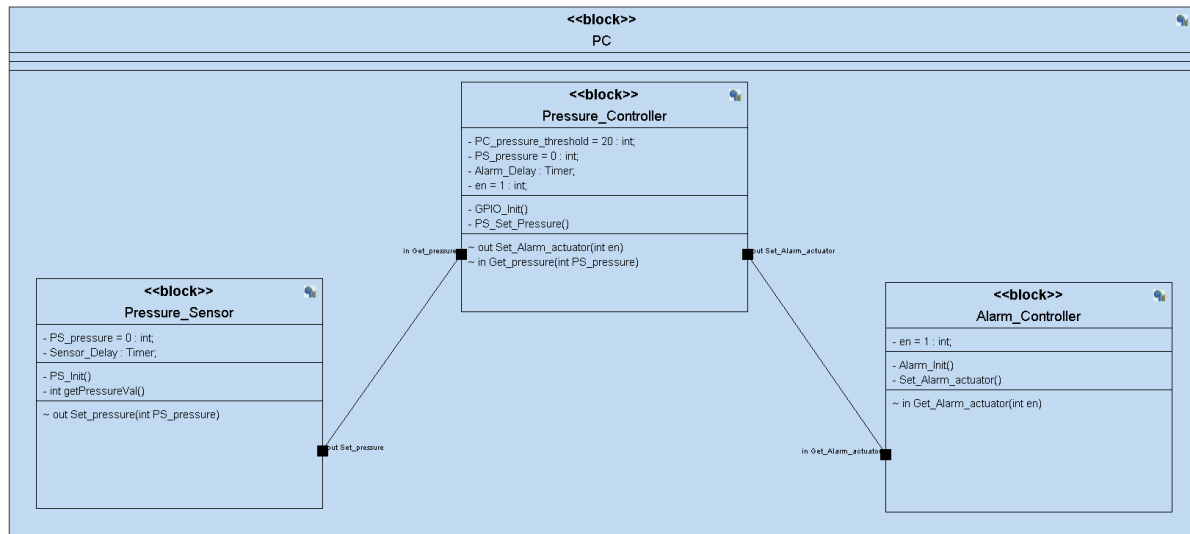 <<block>>
PC
<<block>>
Pressure_Controller
- PC_pressure_threshold = 20 : int;
- PS_pressure = 0 : int;
- Alarm_Delay : Timer;
- en = 1 : int;
- GPIO_Init()
- PS_Set_Pressure()
~ out Set_Alarm_actuator(int en)
~ in Get_pressure(int PS_pressure)
in Get_pressure
out Set_Alarm_actuator
<<block>>
Pressure_Sensor
- PS_pressure = 0 : int;
- Sensor_Delay : Timer;
- PS_Init()
- int getPressureVal()
~ out Set_pressure(int PS_pressure)
out Set_pressure
<<block>>
Alarm_Controller
- en = 1 : int;
- Alarm_Init()
- Set_Alarm_actuator()
~ in Get_Alarm_actuator(int en)
in Get_Alarm_actuator